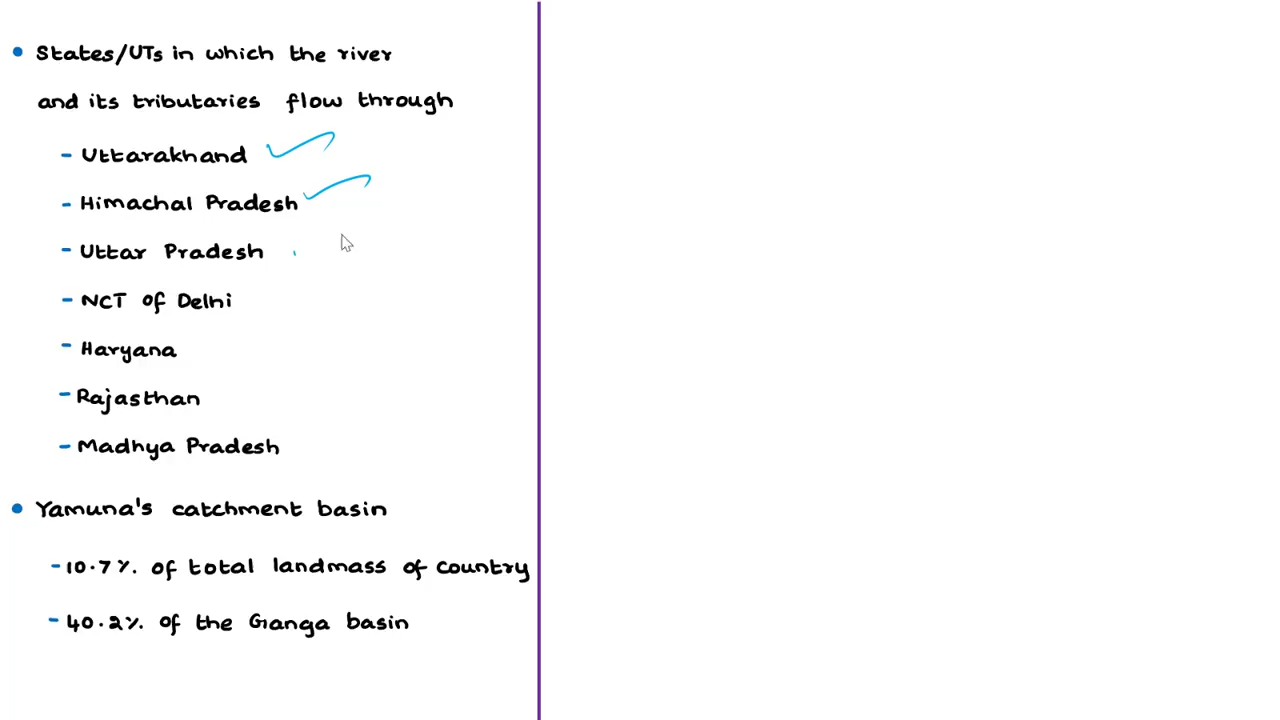 • States/UTs in which the river
and its tributaries flow through
- Uttarakhand
- Himachal Pradesh
- Uttar Pradesh
- NCT of Delhi
- Haryana
- Rajasthan
- Madhya Pradesh
• Yamuna's catchment basin
- 10.7% of total landmass of country
- 40.2% of the Ganga basin